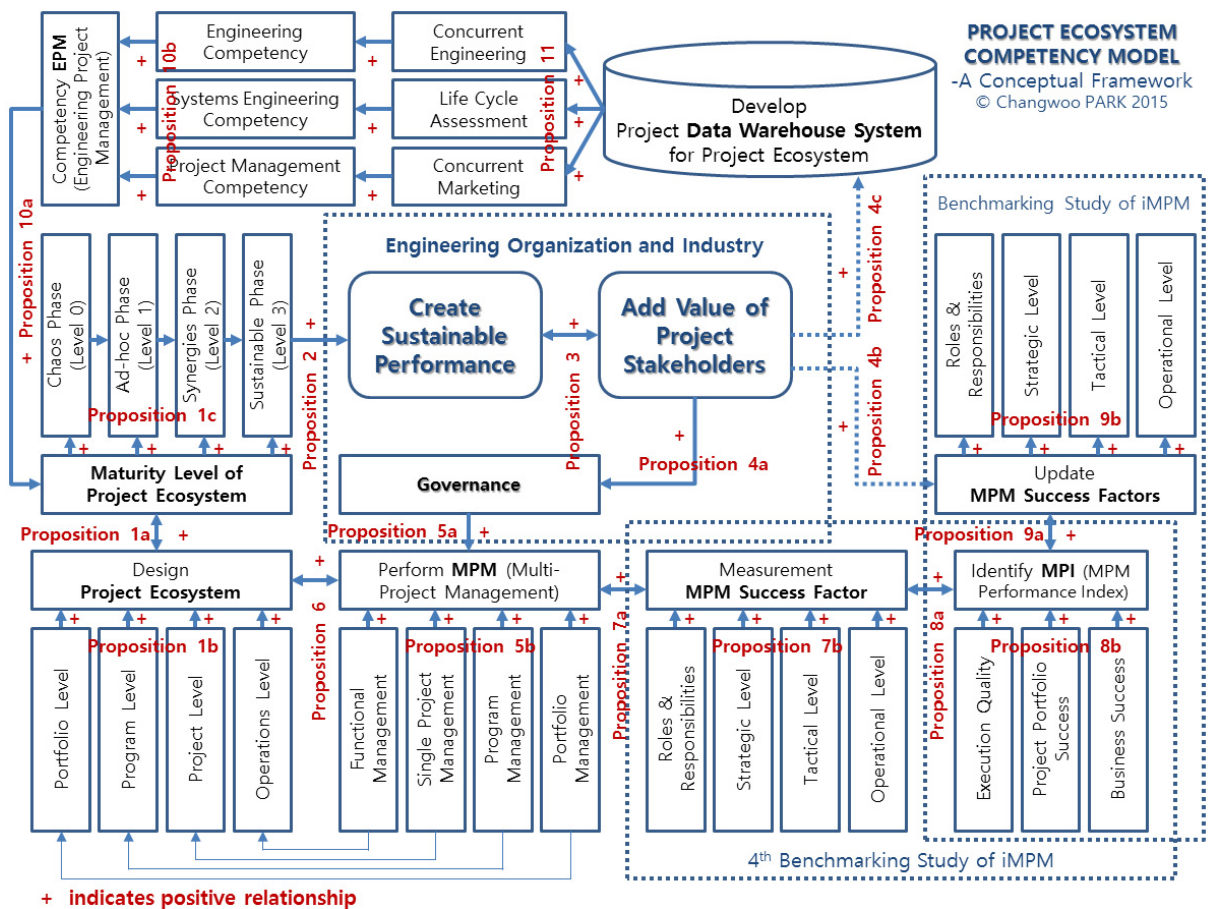 PROJECT ECOSYSTEM
COMPETENCY MODEL
-A Conceptual Framework
© Changwoo PARK 2015
Competency EPM
(Engineering Project
Management)
Proposition 10b
+
+
+
Engineering
Competency
Systems Engineering
Competency
Project Management
Competency
+
+
+
Concurrent
Engineering
Life Cycle
Assessment
Concurrent
Marketing
Proposition 11
+
+
+
Develop
Project Data Warehouse System
for Project Ecosystem
+ Proposition 10a
Chaos Phase
(Level 0)
Ad-hoc Phase
(Level 1)
Synergies Phase
(Level 2)
Sustainable Phase
(Level 3)
Proposition 1c
+
+
+
+
Maturity Level of
Project Ecosystem
Proposition 2 +
Engineering Organization and Industry
Create
Sustainable
Performance
+
Proposition 3
Add Value of
Project
Stakeholders
+
Proposition 4a
+
Proposition 4c
+
Proposition 4b
Governance
Proposition 5a +
Benchmarking Study of iMPM
Roles &
Responsibilities
Strategic Level
Tactical Level
Operational Level
Proposition 9b
+
+
+
+
Update
MPM Success Factors
Proposition 9a +
Proposition 1a +
Design
Project Ecosystem
+
Proposition 6
Perform MPM (Multi-
Project Management)
+
Proposition 7a
Measurement
MPM Success Factor
+
Proposition 8a
Identify MPI (MPM
Performance Index)
+
+
+
+
Proposition 1b
Portfolio Level
Program Level
Project Level
Operations Level
+
+
+
+
Proposition 5b
Functional
Management
Single Project
Management
Program
Management
Portfolio
Management
+
+
+
+
Proposition 7b
Roles &
Responsibilities
Strategic Level
Tactical Level
Operational Level
+
+
+
Proposition 8b
Execution Quality
Project Portfolio
Success
Business Success
4th Benchmarking Study of iMPM
+ indicates positive relationship